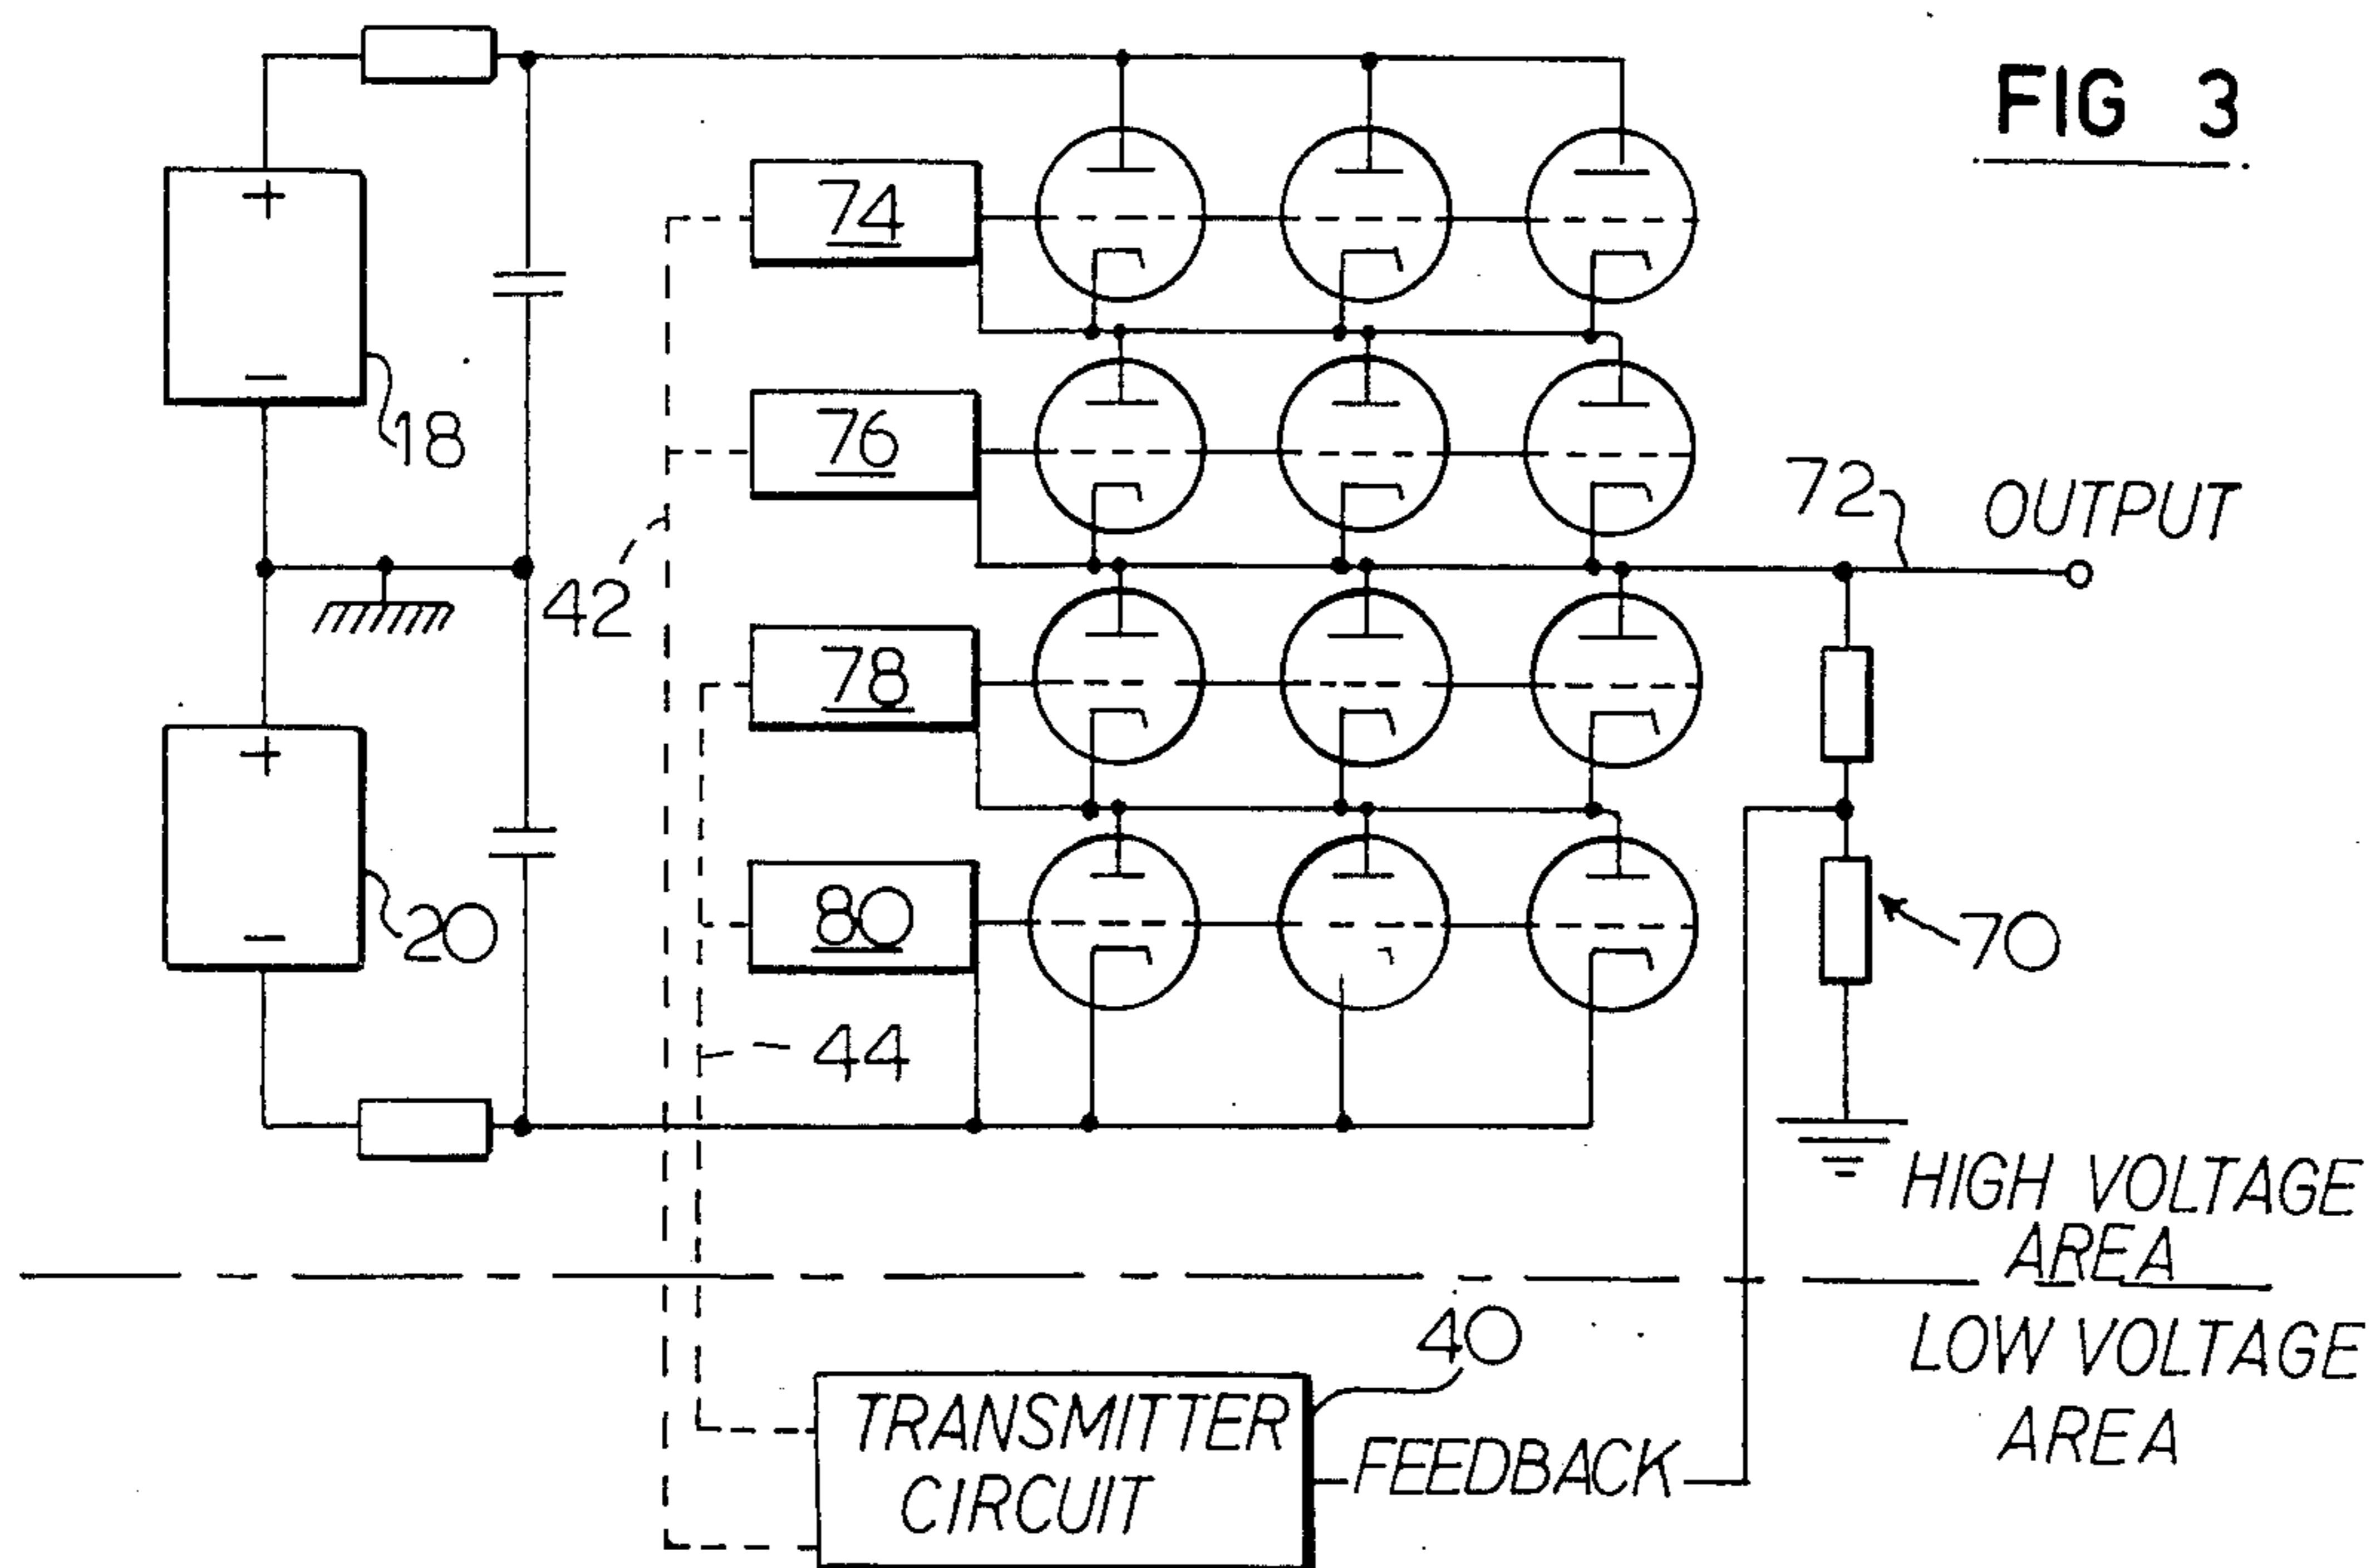 FIG 3
+
74
−
18
76
72
OUTPUT
42
78
+
−
20
80
70
44
HIGH VOLTAGE
AREA
LOW VOLTAGE
AREA
40
TRANSMITTER
CIRCUIT
FEEDBACK